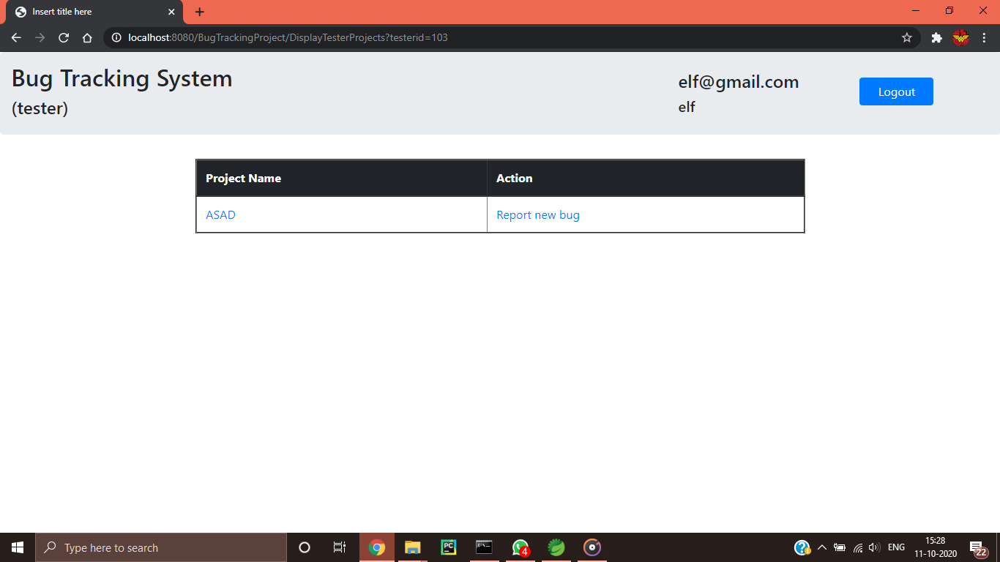 Insert title here
localhost:8080/BugTrackingProject/DisplayTesterProjects?testerid=103
Bug Tracking System
(tester)
elf@gmail.com
elf
Logout
Project Name Action
ASAD Report new bug
Type here to search
PC
C:\.
4
ENG
15:28
11-10-2020
22